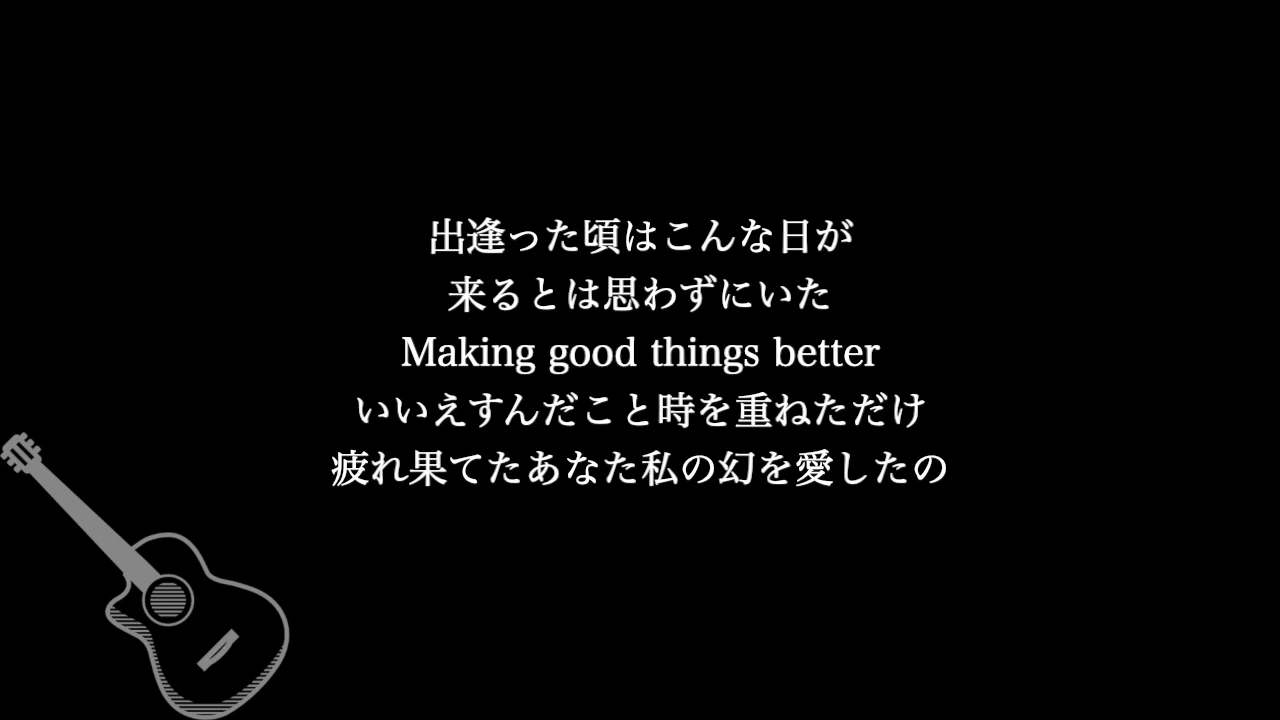 出逢った頃はこんな日が
来るとは思わずにいた
Making good things better
いいえすんだこと時を重ねただけ
疲れ果てたあなた私の幻を愛したの